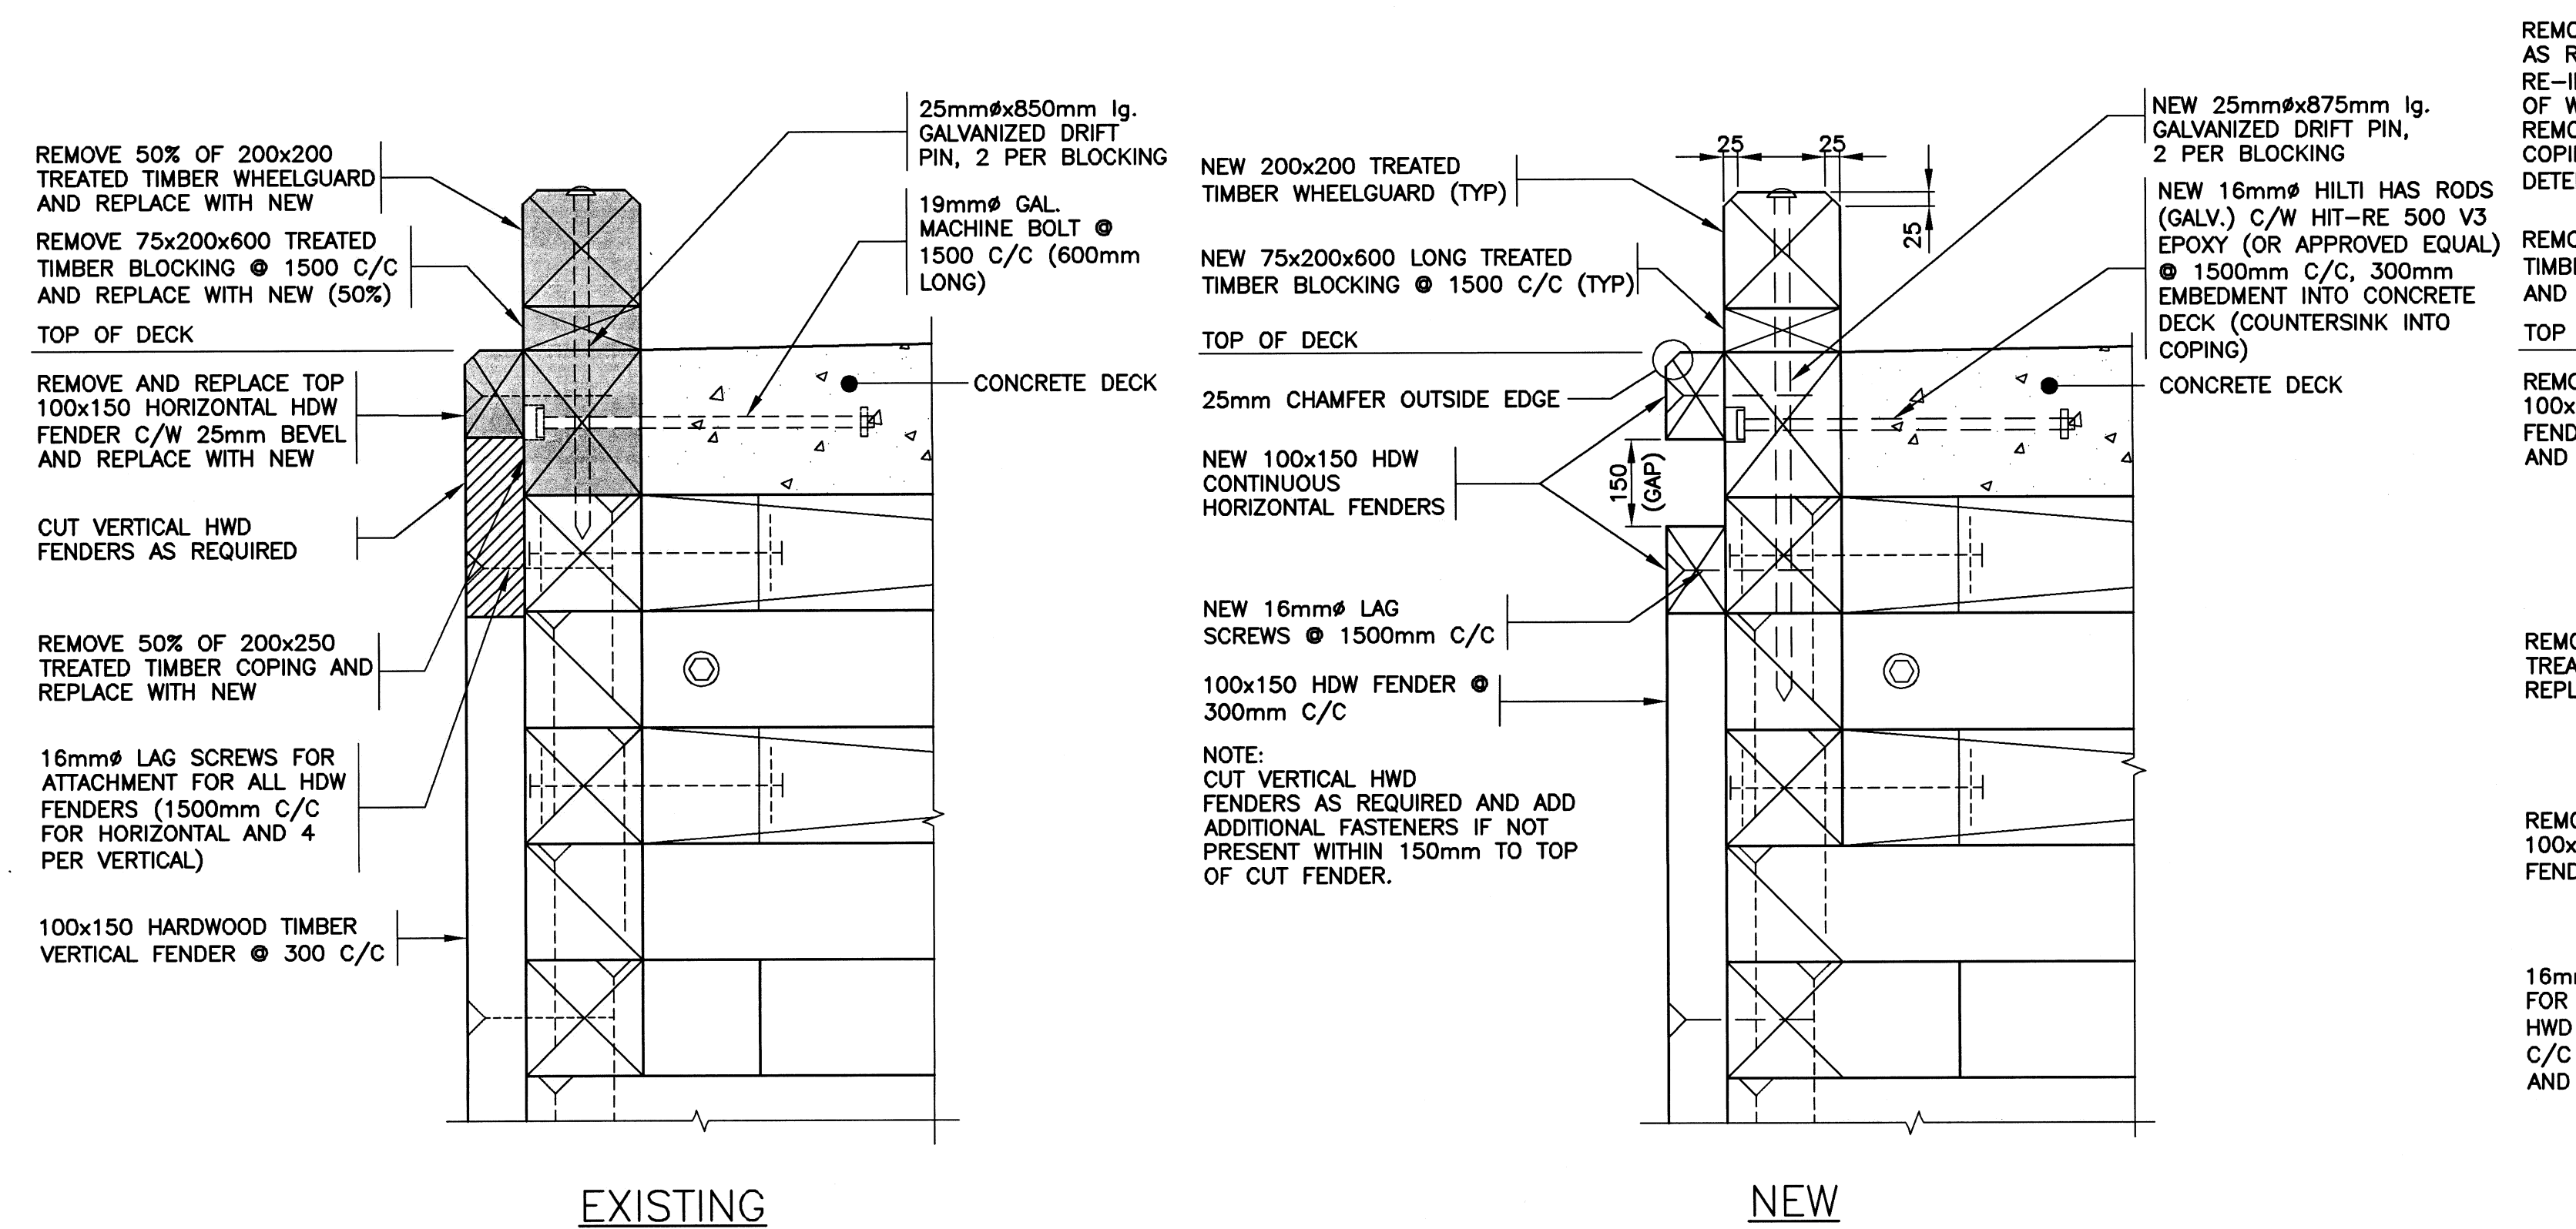 REMOVE 50% OF 200x200
TREATED TIMBER WHEELGUARD
AND REPLACE WITH NEW
REMOVE 75x200x600 TREATED
TIMBER BLOCKING @ 1500 C/C
AND REPLACE WITH NEW (50%)
TOP OF DECK
REMOVE AND REPLACE TOP
100x150 HORIZONTAL HDW
FENDER C/W 25mm BEVEL
AND REPLACE WITH NEW
CUT VERTICAL HWD
FENDERS AS REQUIRED
REMOVE 50% OF 200x250
TREATED TIMBER COPING AND
REPLACE WITH NEW
16mmø LAG SCREWS FOR
ATTACHMENT FOR ALL HDW
FENDERS (1500mm C/C
FOR HORIZONTAL AND 4
PER VERTICAL)
100x150 HARDWOOD TIMBER
VERTICAL FENDER @ 300 C/C
25mmøx850mm lg.
GALVANIZED DRIFT
PIN, 2 PER BLOCKING
19mmø GAL.
MACHINE BOLT @
1500 C/C (600mm
LONG)
CONCRETE DECK
EXISTING
NEW 200x200 TREATED
TIMBER WHEELGUARD (TYP)
NEW 75x200x600 LONG TREATED
TIMBER BLOCKING @ 1500 C/C (TYP)
TOP OF DECK
25mm CHAMFER OUTSIDE EDGE
NEW 100x150 HDW
CONTINUOUS
HORIZONTAL FENDERS
NEW 16mmø LAG
SCREWS @ 1500mm C/C
100x150 HDW FENDER @
300mm C/C
NOTE:
CUT VERTICAL HWD
FENDERS AS REQUIRED AND ADD
ADDITIONAL FASTENERS IF NOT
PRESENT WITHIN 150mm TO TOP
OF CUT FENDER.
25
25
25
150
(GAP)
NEW 25mmøx875mm lg.
GALVANIZED DRIFT PIN,
2 PER BLOCKING
NEW 16mmø HILTI HAS RODS
(GALV.) C/W HIT-RE 500 V3
EPOXY (OR APPROVED EQUAL)
@ 1500mm C/C, 300mm
EMBEDMENT INTO CONCRETE
DECK (COUNTERSINK INTO
COPING)
CONCRETE DECK
NEW
AS
OF
TOP
AND
FOR
HWD
C/C
AND